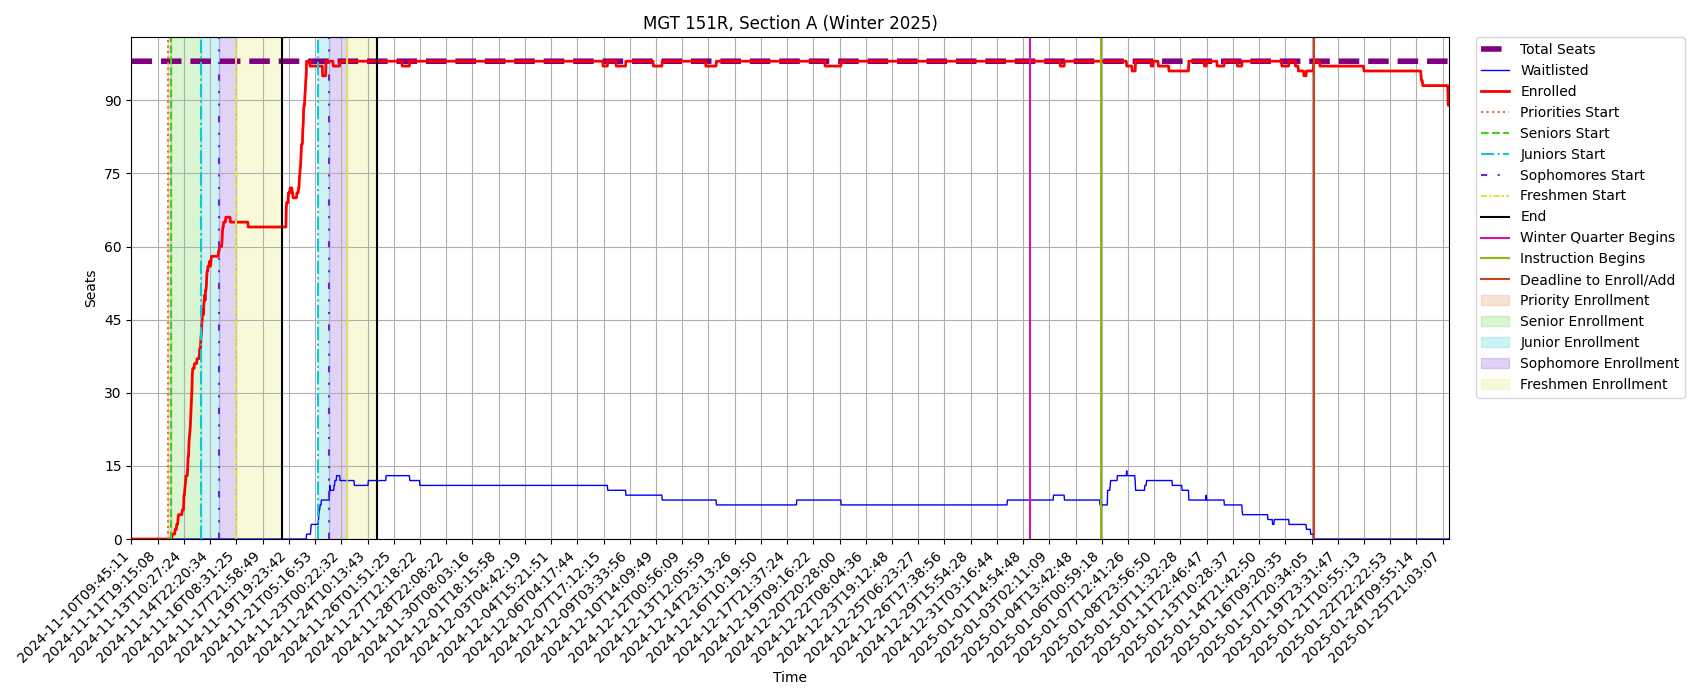 MGT 151R, Section A (Winter 2025)
Seats
90
75
60
45
30
15
0
2024-11-10T09:45:11
2024-11-11T19:15:08
2024-11-13T10:27:24
2024-11-14T22:20:34
2024-11-16T08:31:25
2024-11-17T21:58:49
2024-11-19T19:23:42
2024-11-21T05:16:53
2024-11-23T00:22:32
2024-11-24T10:13:43
2024-11-26T01:51:25
2024-11-27T12:18:22
2024-11-28T22:08:22
2024-11-30T08:03:16
2024-12-01T18:15:58
2024-12-03T04:42:19
2024-12-04T15:21:51
2024-12-06T04:17:44
2024-12-07T17:12:15
2024-12-09T03:33:56
2024-12-10T14:09:49
2024-12-12T00:56:09
2024-12-13T12:05:59
2024-12-14T23:13:26
2024-12-16T10:19:50
2024-12-17T21:37:24
2024-12-19T09:16:22
2024-12-20T20:28:00
2024-12-22T08:04:36
2024-12-23T19:12:48
2024-12-25T06:23:27
2024-12-26T17:38:56
2024-12-29T15:54:28
2024-12-31T03:16:44
2025-01-01T14:54:48
2025-01-03T02:11:09
2025-01-04T13:42:48
2025-01-06T00:59:18
2025-01-07T12:41:26
2025-01-08T23:56:50
2025-01-10T11:32:28
2025-01-11T22:46:47
2025-01-13T10:28:37
2025-01-14T21:42:50
2025-01-16T09:20:35
2025-01-17T20:34:05
2025-01-19T23:31:47
2025-01-21T10:55:13
2025-01-22T22:22:53
2025-01-24T09:55:14
2025-01-25T21:03:07
Time
Total Seats
Waitlisted
Enrolled
Priorities Start
Seniors Start
Juniors Start
Sophomores Start
Freshmen Start
End
Winter Quarter Begins
Instruction Begins
Deadline to Enroll/Add
Priority Enrollment
Senior Enrollment
Junior Enrollment
Sophomore Enrollment
Freshmen Enrollment